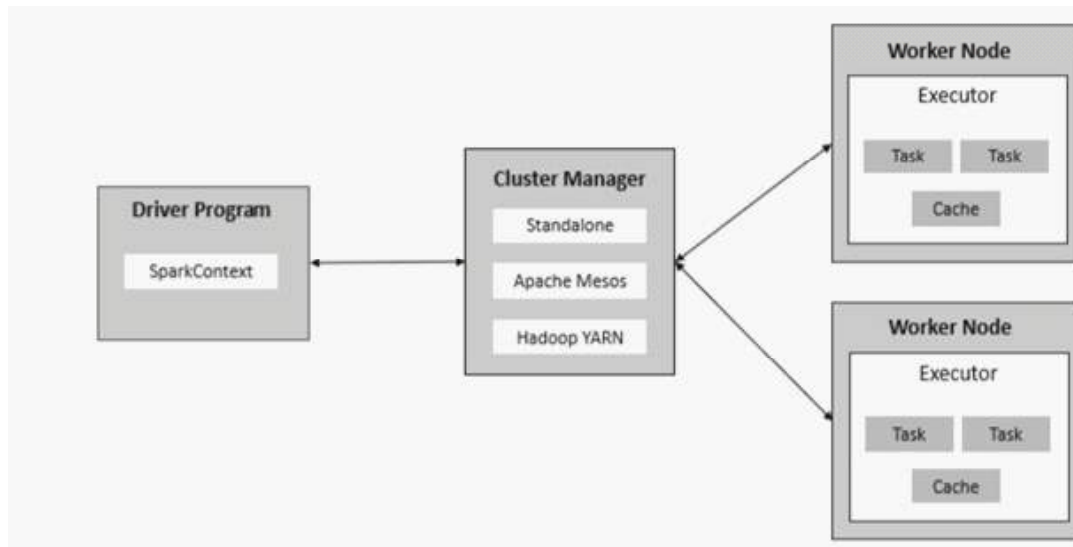 Driver Program
SparkContext
Cluster Manager
Standalone
Apache Mesos
Hadoop YARN
Worker Node
Executor
Task Task
Cache
Worker Node
Executor
Task Task
Cache